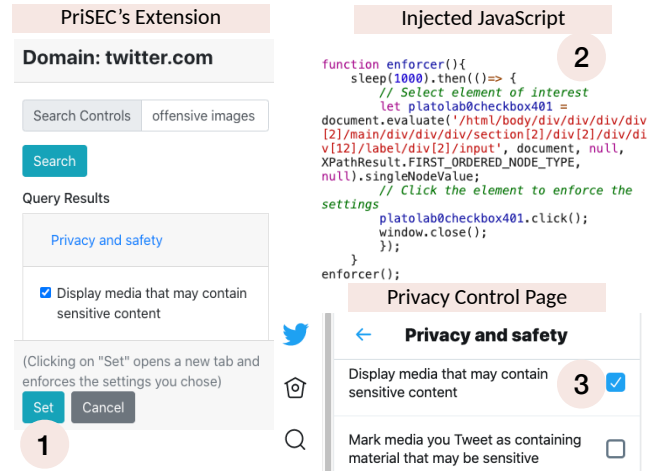 PriSEC's Extension
Domain: twitter.com
Search Controls
offensive images
Search
Query Results
Privacy and safety
Display media that may contain
sensitive content
(Clicking on "Set" opens a new tab and
enforces the settings you chose)
Set
Cancel
1
Injected JavaScript
2
function enforcer(){
sleep(1000).then(()=> {
// Select element of interest
let platolab0checkbox401 =
document.evaluate('/html/body/div/div/div/div
[2]/main/div/div/div/section[2]/div[2]/div/di
v[12]/label/div[2]/input', document, null,
XPathResult.FIRST_ORDERED_NODE_TYPE,
null).singleNodeValue;
// Click the element to enforce the
settings
platolab0checkbox401.click();
window.close();
});
}
enforcer();
Privacy Control Page
Privacy and safety
Display media that may contain
sensitive content
3
Mark media you Tweet as containing
material that may be sensitive